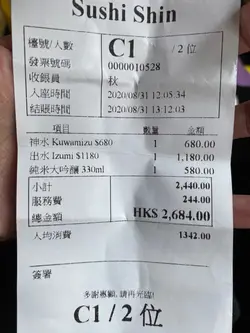 Sushi Shin
檯號/人數 C1 / 2 位
發票號碼 0000010528
收銀員 秋
入座時間 2020/08/31 12:05:34
結賬時間 2020/08/31 13:12:03
項目 數量 金額
神水 Kuwamizu $680 1 680.00
出水 Izumi $1180 1 1,180.00
純米大吟釀 330ml 1 580.00
小計 2,440.00
服務費 244.00
總金額 HK$ 2,684.00
人均消費 1342.00
簽署
多謝惠顧, 請再光臨!
C1 / 2 位